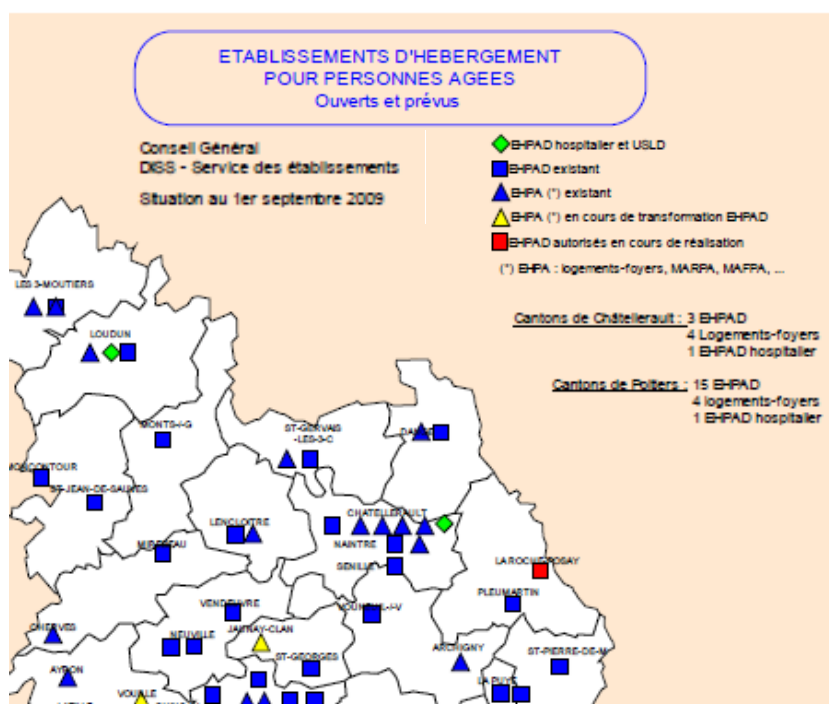 ETABLISSEMENTS D'HEBERGEMENT
POUR PERSONNES AGEES
Ouverts et prévus
Conseil Général
DISS - Service des établissements
Situation au 1er septembre 2009
EHPAD hospitalier et USLD
EHPAD existant
EHPA (*) existant
EHPA (*) en cours de transformation EHPAD
EHPAD autorisés en cours de réalisation
(*) EHPA : logements-foyers, MARPA, MAFPA, ...
Cantons de Châtellerault : 3 EHPAD
4 Logements-foyers
1 EHPAD hospitalier
Cantons de Poitiers : 15 EHPAD
4 logements-foyers
1 EHPAD hospitalier
LES 3-MOUTIERS
LOUDUN
MONTS-/-G
ST-GERVAIS
-LES-3-C
MONCONTOUR
ST-JEAN-DE-SAUVES
LENCLOITRE
CHATELLERAULT
NAINTRE
SENILLE
MIREBEAU
LA ROCHE-POSAY
PLEUMARTIN
VENDEUVRE
VOUNEUIL-/-V
CHERVES
NEUVILLE
JAUNAY-CLAN
ST-GEORGES
ARCHIGNY
ST-PIERRE-DE-M
AYRON
LA PUYE
VOUILLE